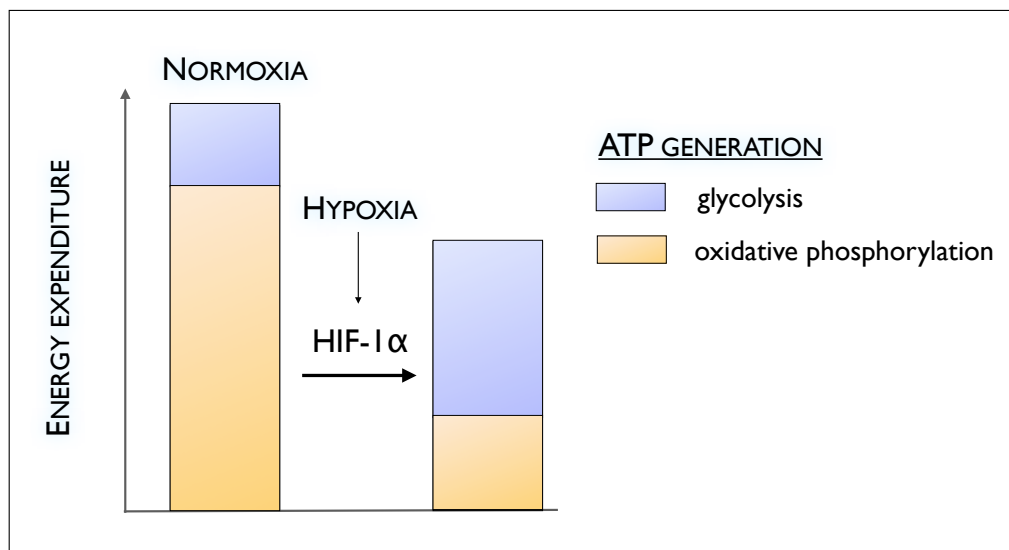 NORMOXIA
ENERGY EXPENDITURE
HYPOXIA
HIF-1α
ATP GENERATION
glycolysis
oxidative phosphorylation